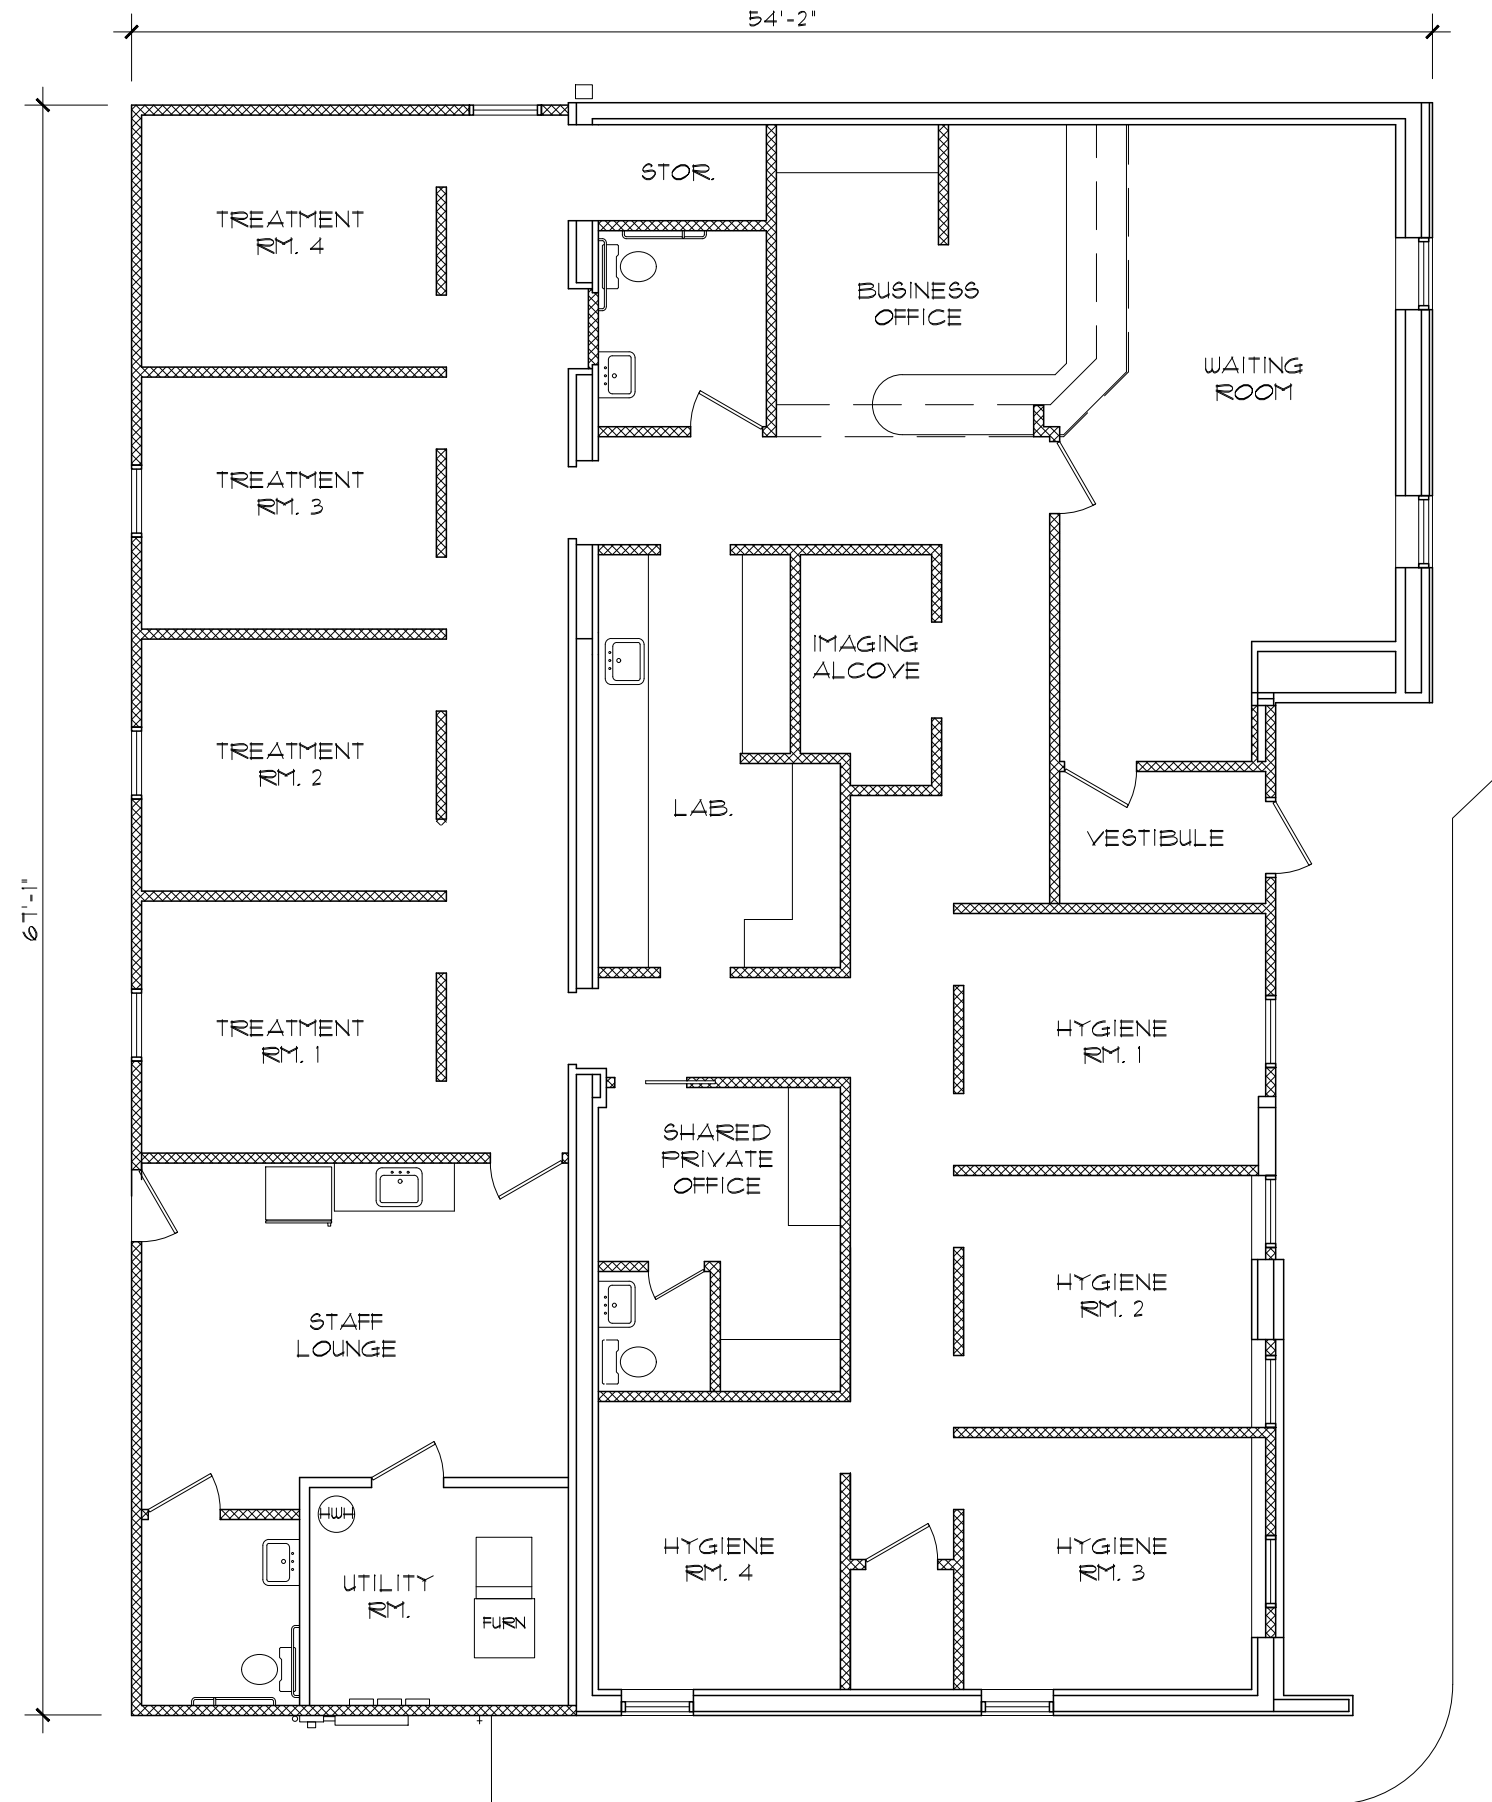 54'-2"
STOR.
TREATMENT
RM. 4
BUSINESS
OFFICE
WAITING
ROOM
TREATMENT
RM. 3
IMAGING
ALCOVE
TREATMENT
RM. 2
LAB.
VESTIBULE
67'-1"
TREATMENT
RM. 1
HYGIENE
RM. 1
SHARED
PRIVATE
OFFICE
HYGIENE
RM. 2
STAFF
LOUNGE
HWH
HYGIENE
RM. 4
HYGIENE
RM. 3
UTILITY
RM.
FURN